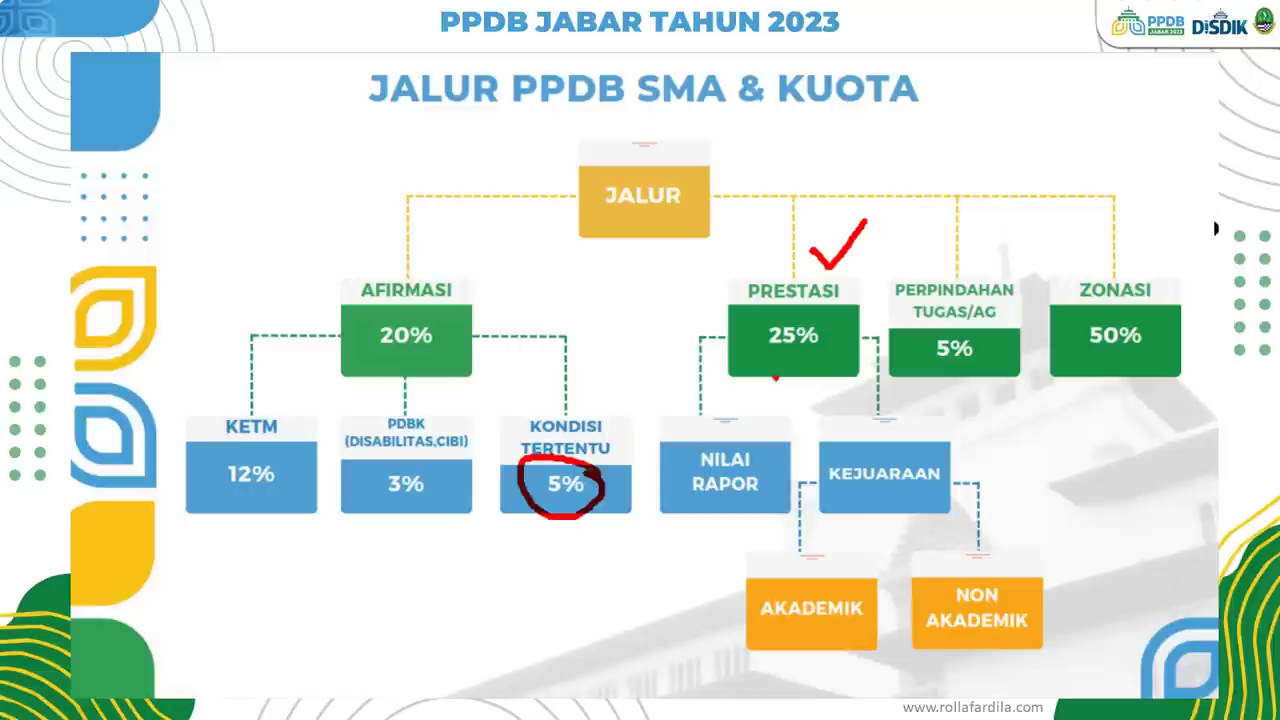 PPDB JABAR TAHUN 2023
PPDB
JABAR 2023
DISDIK
JALUR PPDB SMA & KUOTA
JALUR
AFIRMASI
20%
PRESTASI
25%
PERPINDAHAN
TUGAS/AG
5%
ZONASI
50%
KETM
12%
PDBK
(DISABILITAS,CIBI)
3%
KONDISI
TERTENTU
5%
NILAI
RAPOR
KEJUARAAN
AKADEMIK
NON
AKADEMIK
www.rollafardila.com